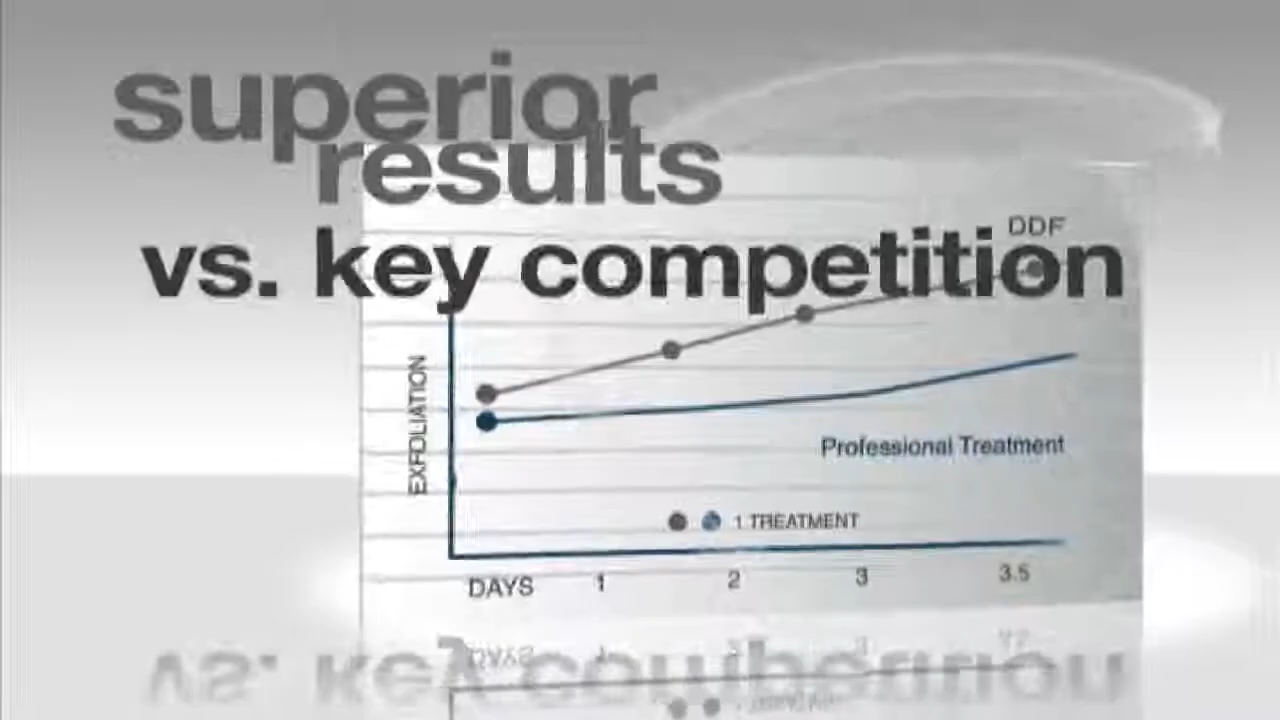 superior
results
DDF
vs. key competition
EXFOLIATION
Professional Treatment
1 TREATMENT
DAYS 1 2 3 3.5